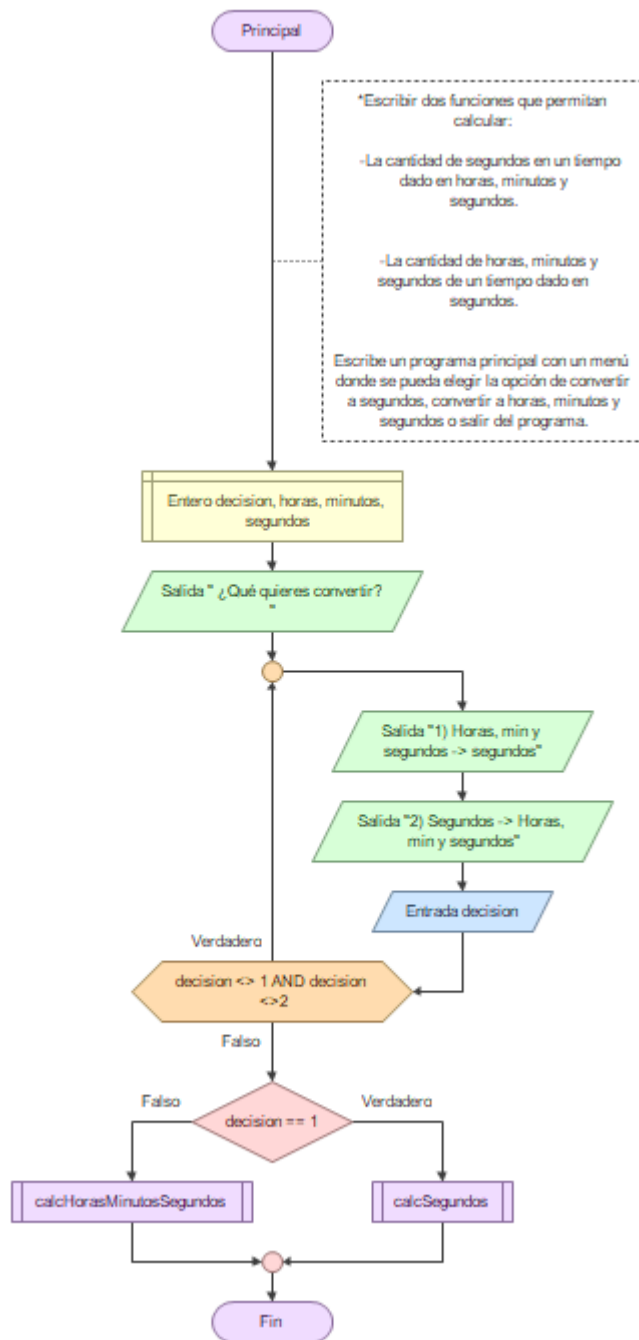 Principal
*Escribir dos funciones que permitan
calcular:
-La cantidad de segundos en un tiempo
dado en horas, minutos y
segundos.
-La cantidad de horas, minutos y
segundos de un tiempo dado en
segundos.
Escribe un programa principal con un menú
donde se pueda elegir la opción de convertir
a segundos, convertir a horas, minutos y
segundos o salir del programa.
Entero decision, horas, minutos,
segundos
Salida " ¿Qué quieres convertir?
"
Salida "1) Horas, min y
segundos -> segundos"
Salida "2) Segundos -> Horas,
min y segundos"
Entrada decision
Verdadero
decision <> 1 AND decision
<>2
Falso
Falso
Verdadero
decision == 1
calcHorasMinutosSegundos
calcSegundos
Fin